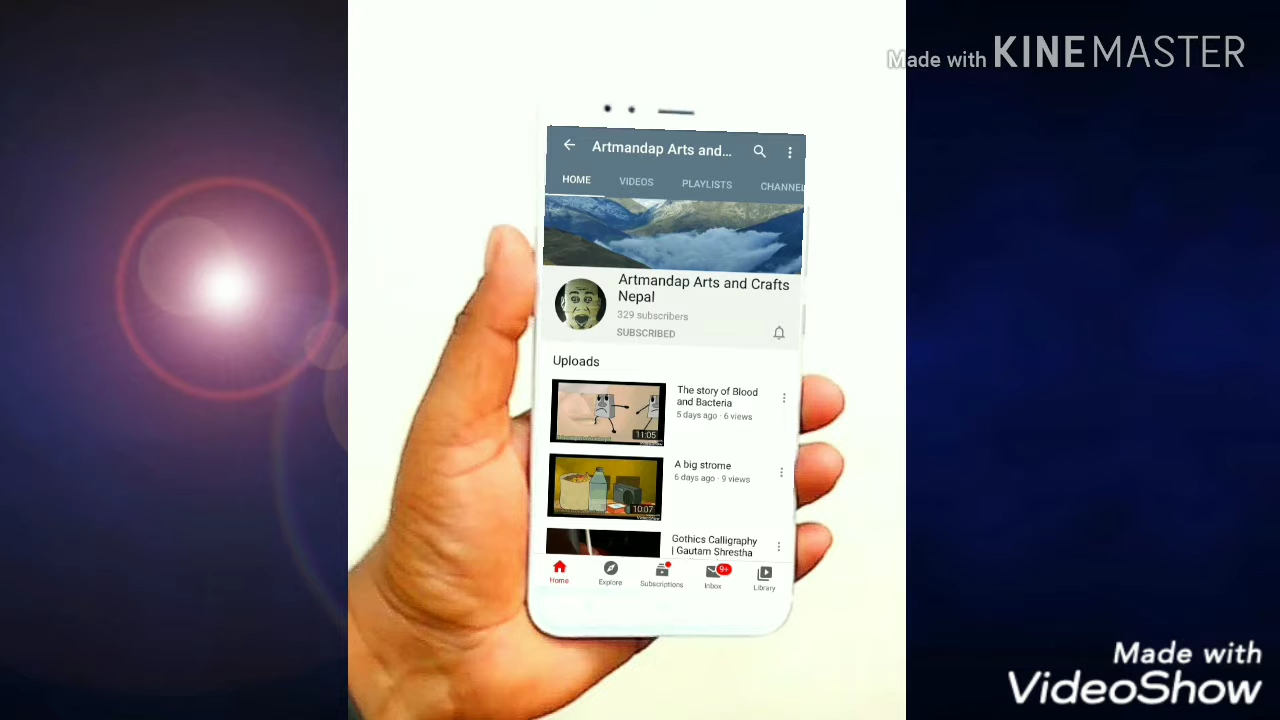 Made with KINEMASTER
Artmandap Arts and...
HOME VIDEOS PLAYLISTS CHANNEL
Artmandap Arts and Crafts
Nepal
329 subscribers
SUBSCRIBED
Uploads
The story of Blood
and Bacteria
5 days ago · 6 views
11:05
A big strome
6 days ago · 9 views
10:07
Gothics Calligraphy
| Gautam Shrestha
9+
Home Explore Subscriptions Inbox Library
Made with
VideoShow